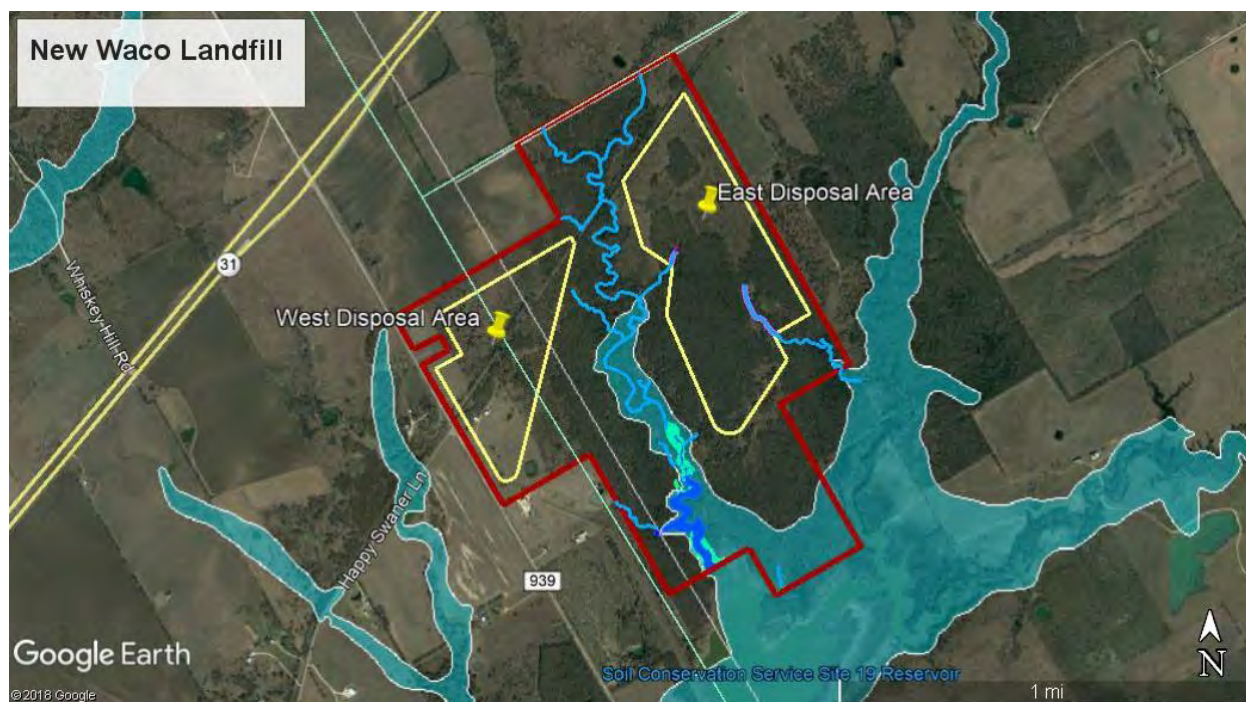 New Waco Landfill
East Disposal Area
31
Whiskey Hill Rd
West Disposal Area
Happy Swaner Ln
939
Google Earth
N
Soil Conservation Service Site 19 Reservoir
©2018 Google
1 mi